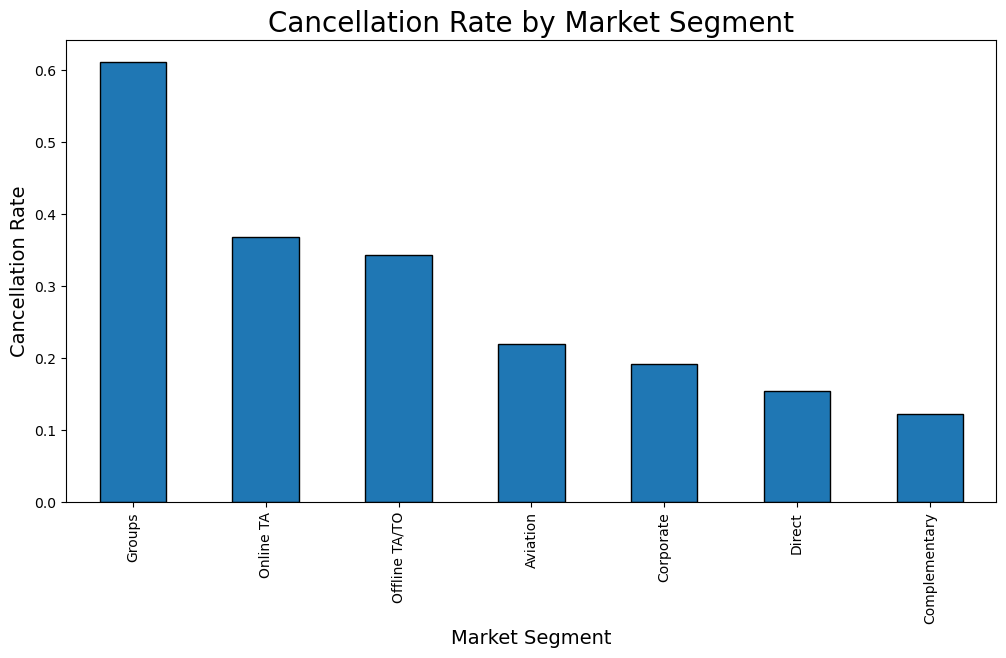 Cancellation Rate by Market Segment
Cancellation Rate
0.6
0.5
0.4
0.3
0.2
0.1
0.0
Groups
Online TA
Offline TA/TO
Aviation
Corporate
Direct
Complementary
Market Segment